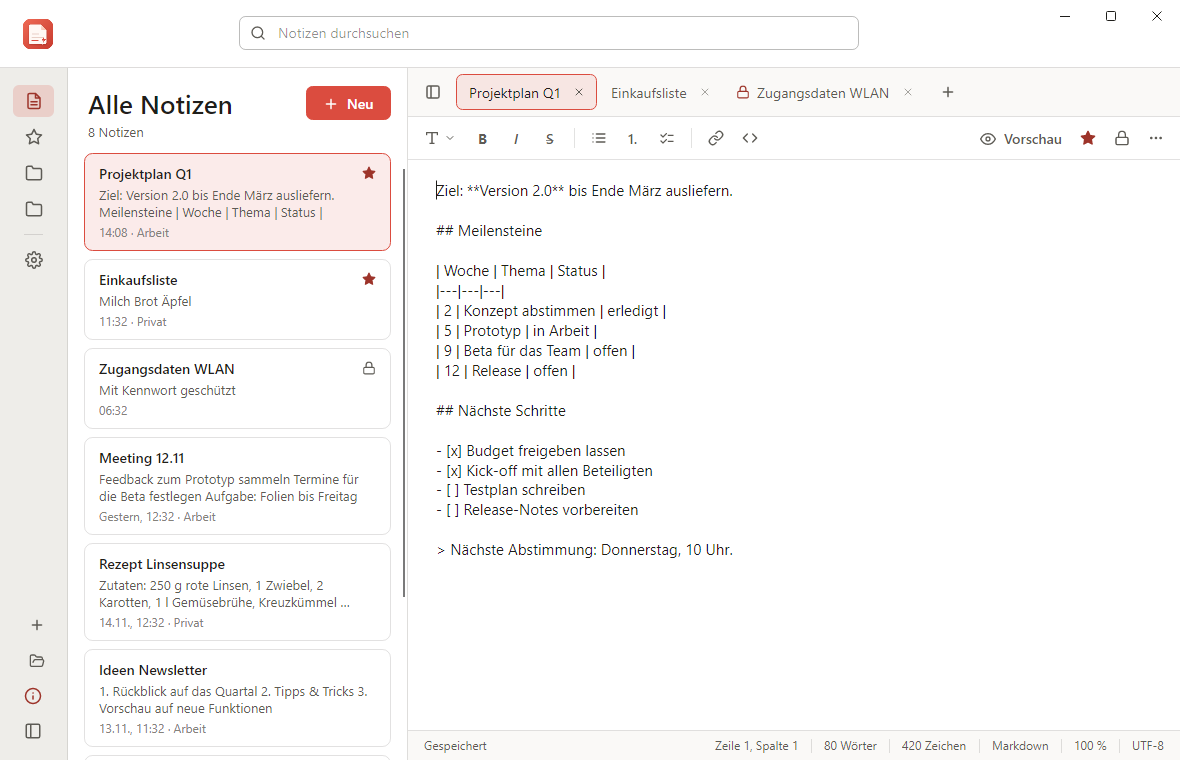 Notizen durchsuchen
Alle Notizen
Neu
8 Notizen
Projektplan Q1
Ziel: Version 2.0 bis Ende März ausliefern.
Meilensteine | Woche | Thema | Status |
14:08 · Arbeit
Einkaufsliste
Milch Brot Äpfel
11:32 · Privat
Zugangsdaten WLAN
Mit Kennwort geschützt
06:32
Meeting 12.11
Feedback zum Prototyp sammeln Termine für
die Beta festlegen Aufgabe: Folien bis Freitag
Gestern, 12:32 · Arbeit
Rezept Linsensuppe
Zutaten: 250 g rote Linsen, 1 Zwiebel, 2
Karotten, 1 l Gemüsebrühe, Kreuzkümmel ...
14.11., 12:32 · Privat
Ideen Newsletter
1. Rückblick auf das Quartal 2. Tipps & Tricks 3.
Vorschau auf neue Funktionen
13.11., 11:32 · Arbeit
Projektplan Q1
Einkaufsliste
Zugangsdaten WLAN
T B I S 1. Vorschau
Ziel: **Version 2.0** bis Ende März ausliefern.
## Meilensteine
| Woche | Thema | Status |
|---|---|---|
| 2 | Konzept abstimmen | erledigt |
| 5 | Prototyp | in Arbeit |
| 9 | Beta für das Team | offen |
| 12 | Release | offen |
## Nächste Schritte
- [x] Budget freigeben lassen
- [x] Kick-off mit allen Beteiligten
- [ ] Testplan schreiben
- [ ] Release-Notes vorbereiten
> Nächste Abstimmung: Donnerstag, 10 Uhr.
Gespeichert
Zeile 1, Spalte 1
80 Wörter
420 Zeichen
Markdown
100 %
UTF-8